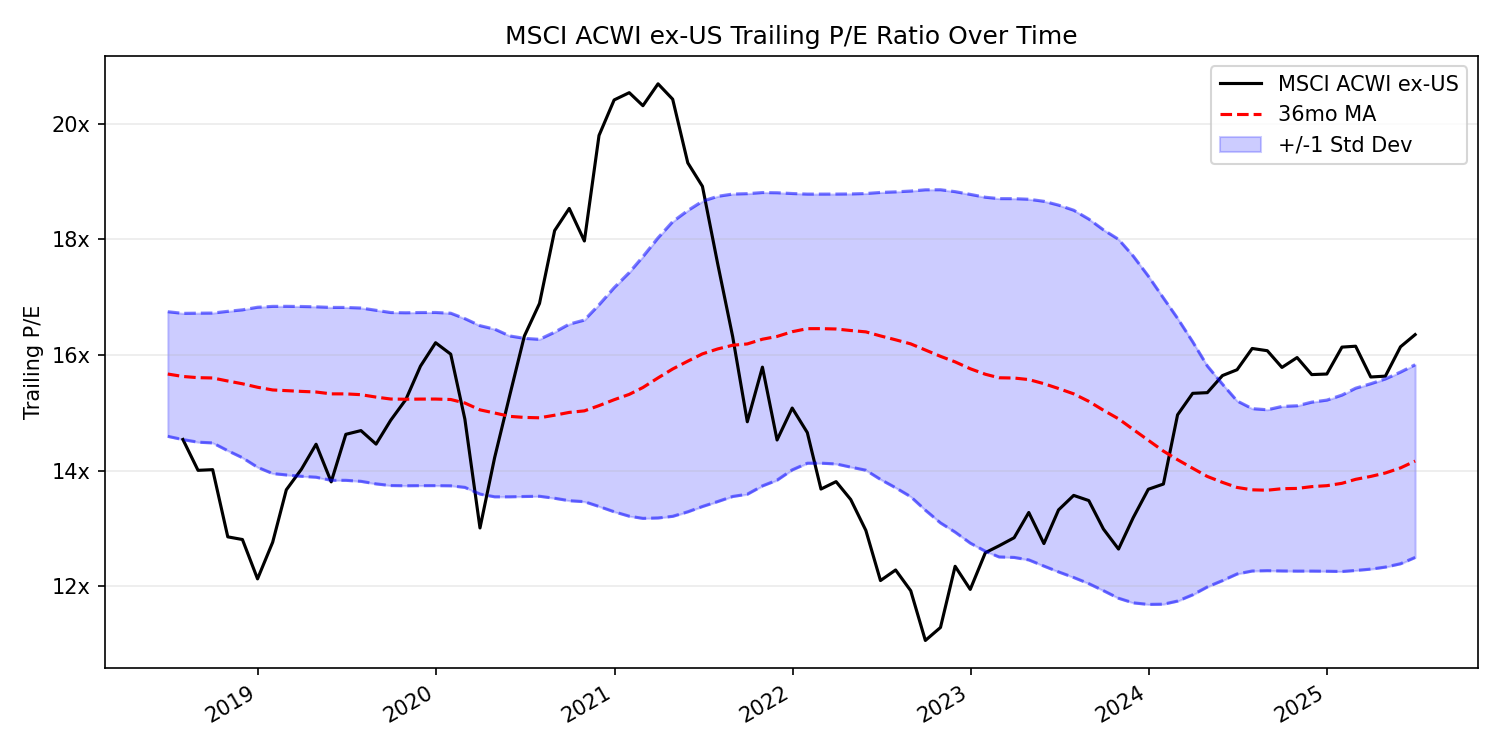 MSCI ACWI ex-US Trailing P/E Ratio Over Time
MSCI ACWI ex-US
36mo MA
+/-1 Std Dev
Trailing P/E
20x
18x
16x
14x
12x
2019
2020
2021
2022
2023
2024
2025